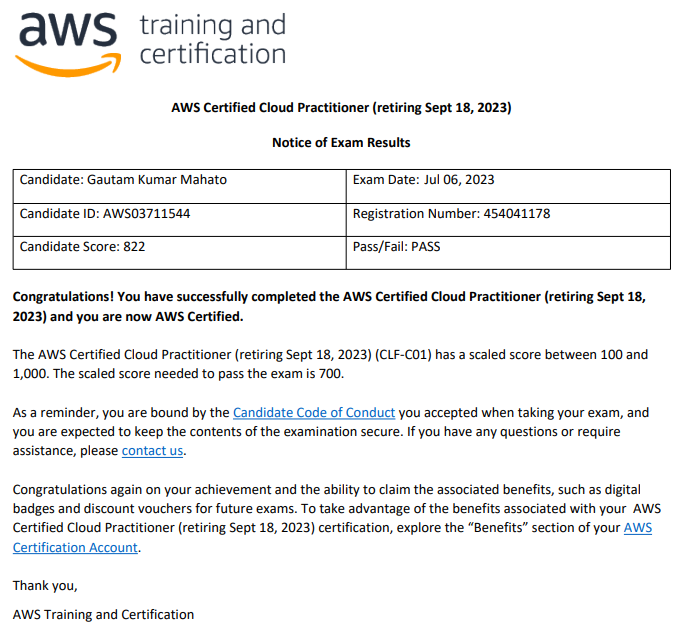 aws training and
certification
AWS Certified Cloud Practitioner (retiring Sept 18, 2023)
Notice of Exam Results
Candidate: Gautam Kumar Mahato
Exam Date: Jul 06, 2023
Candidate ID: AWS03711544
Registration Number: 454041178
Candidate Score: 822
Pass/Fail: PASS
Congratulations! You have successfully completed the AWS Certified Cloud Practitioner (retiring Sept 18,
2023) and you are now AWS Certified.
The AWS Certified Cloud Practitioner (retiring Sept 18, 2023) (CLF-C01) has a scaled score between 100 and
1,000. The scaled score needed to pass the exam is 700.
As a reminder, you are bound by the Candidate Code of Conduct you accepted when taking your exam, and
you are expected to keep the contents of the examination secure. If you have any questions or require
assistance, please contact us.
Congratulations again on your achievement and the ability to claim the associated benefits, such as digital
badges and discount vouchers for future exams. To take advantage of the benefits associated with your AWS
Certified Cloud Practitioner (retiring Sept 18, 2023) certification, explore the “Benefits” section of your AWS
Certification Account.
Thank you,
AWS Training and Certification